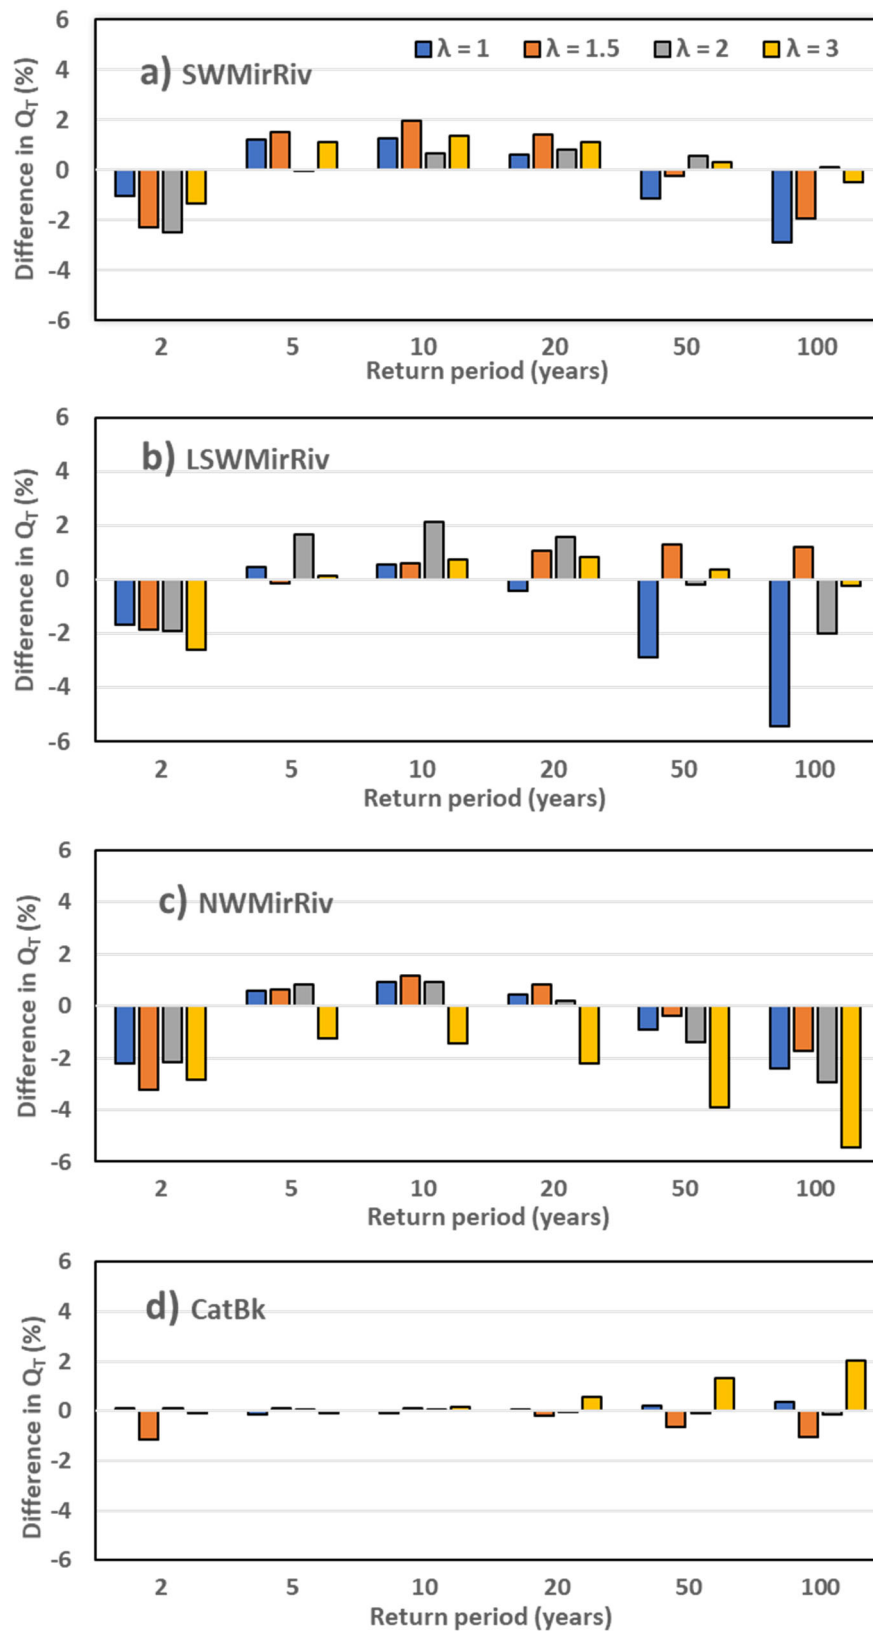 6
λ = 1 λ = 1.5 λ = 2 λ = 3
4
a) SWMirRiv
2
0
-2
-4
-6
Difference in Q_T (%)
2 5 10 20 50 100
Return period (years)
6
b) LSWMirRiv
4
2
0
-2
-4
-6
Difference in Q_T (%)
2 5 10 20 50 100
Return period (years)
6
4
c) NWMirRiv
2
0
-2
-4
-6
Difference in Q_T (%)
2 5 10 20 50 100
Return period (years)
6
d) CatBk
4
2
0
-2
-4
-6
Difference in Q_T (%)
2 5 10 20 50 100
Return period (years)